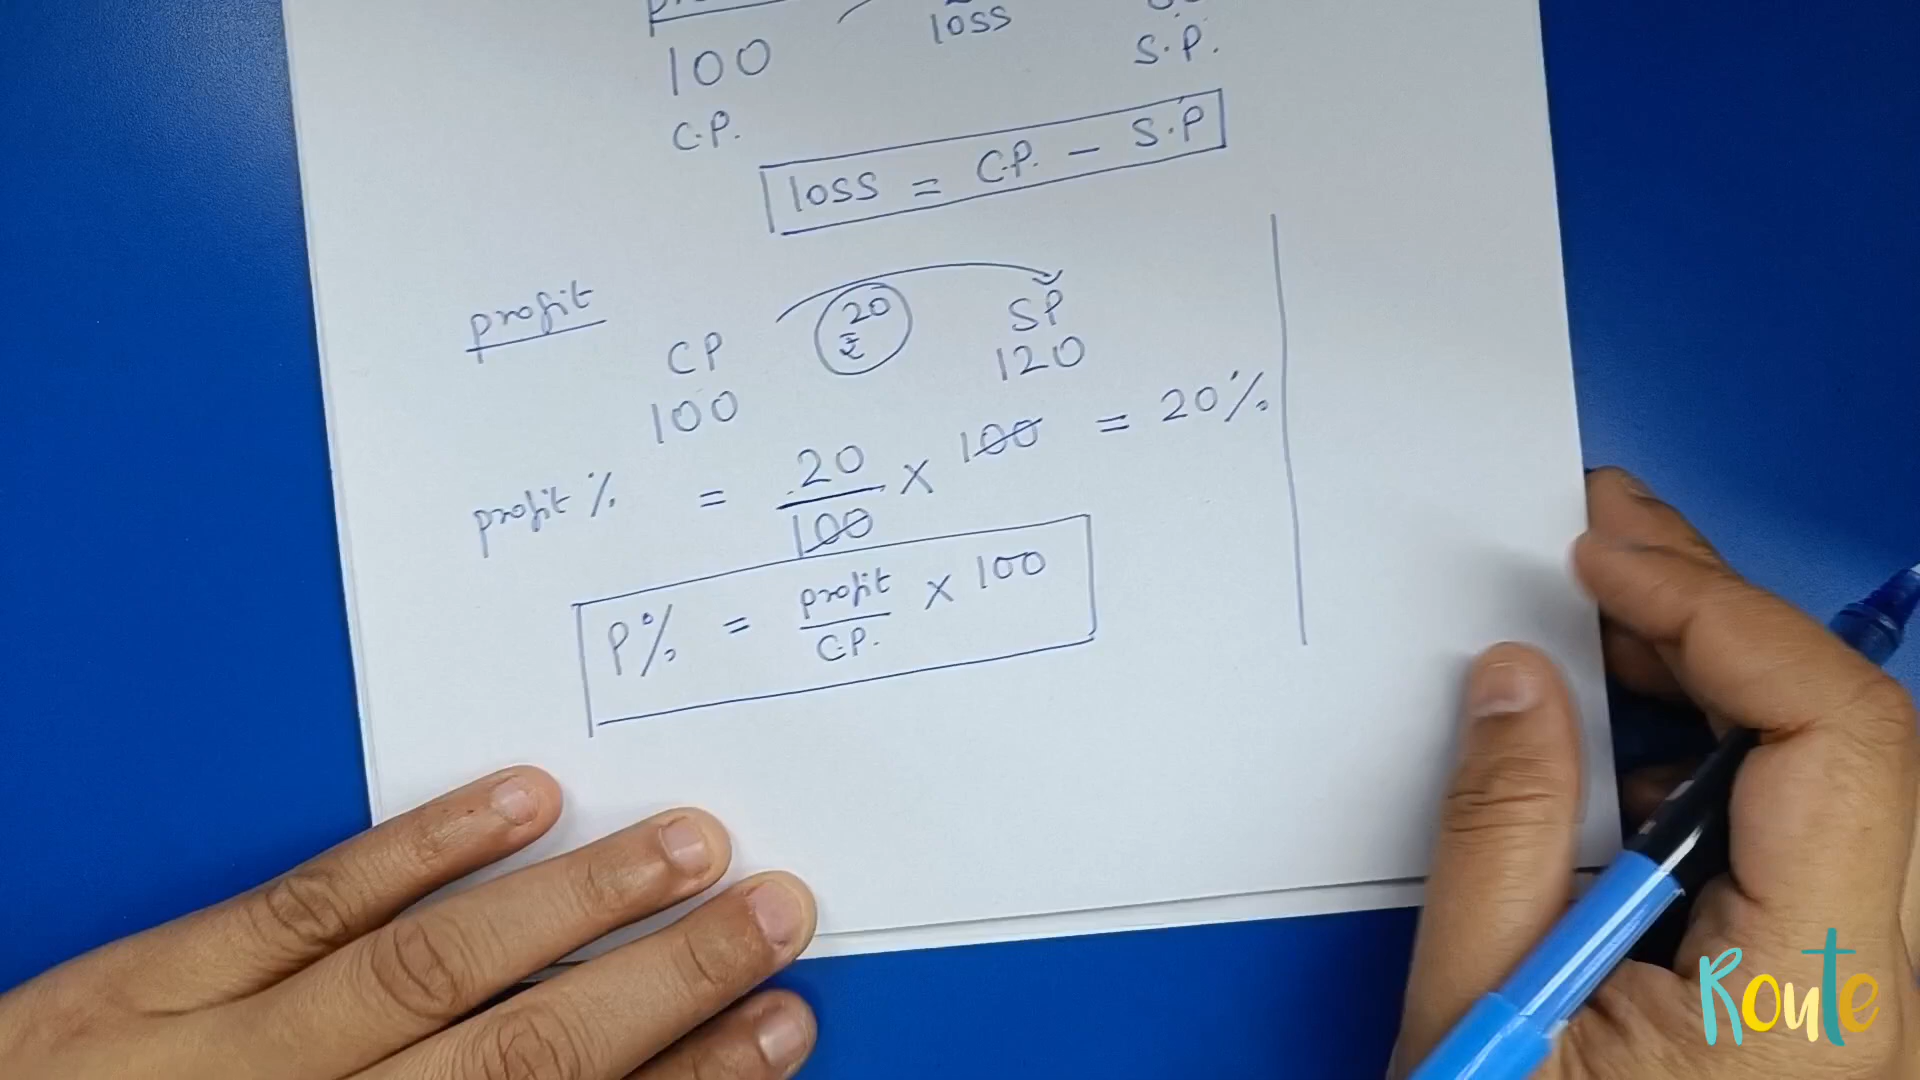 100 loss S.P.
C.P.
loss = C.P. - S.P
profit
CP 20 ₹ SP
100 120
profit % = 20/100 × 100 = 20%
P% = profit/C.P. × 100
Route